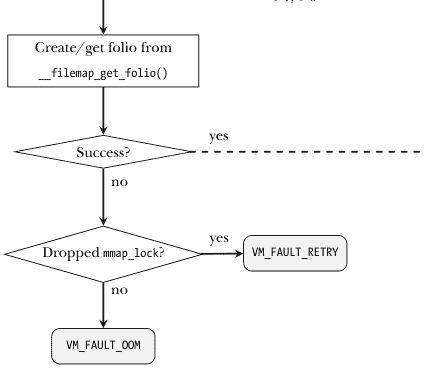 Create/get folio from
__filemap_get_folio()
yes
Success?
no
yes
Dropped mmap_lock?
VM_FAULT_RETRY
no
VM_FAULT_OOM